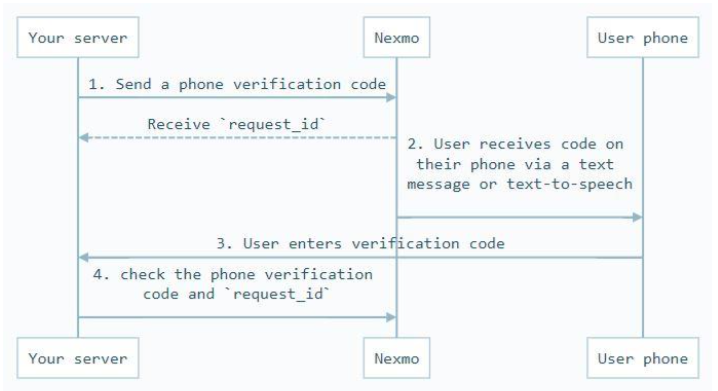 Your server
Nexmo
User phone
1. Send a phone verification code
Receive `request_id`
2. User receives code on
their phone via a text
message or text-to-speech
3. User enters verification code
4. check the phone verification
code and `request_id`
Your server
Nexmo
User phone